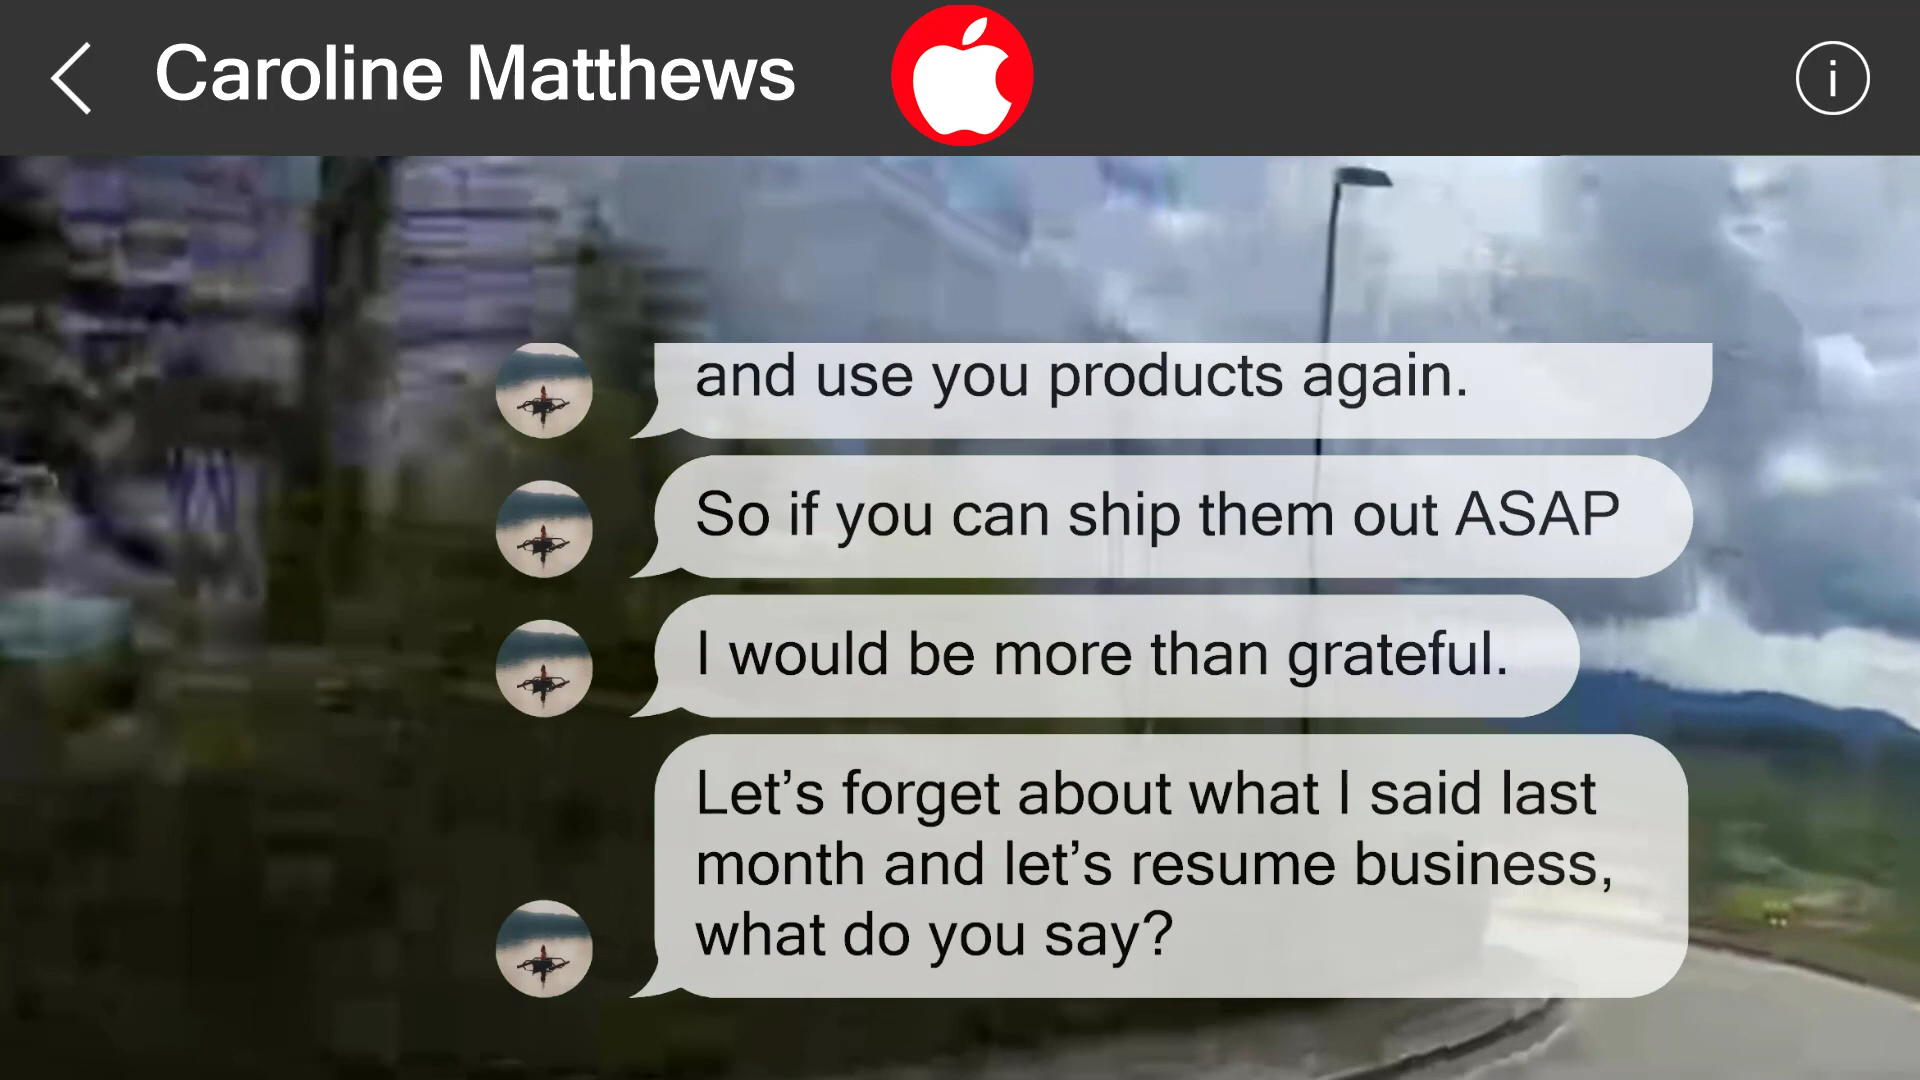 Caroline Matthews
and use you products again.
So if you can ship them out ASAP
I would be more than grateful.
Let’s forget about what I said last
month and let’s resume business,
what do you say?